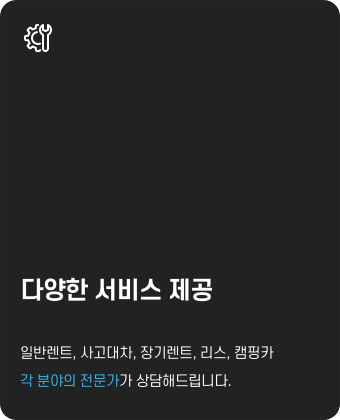 다양한 서비스 제공
일반렌트, 사고대차, 장기렌트, 리스, 캠핑카
각 분야의 전문가가 상담해드립니다.